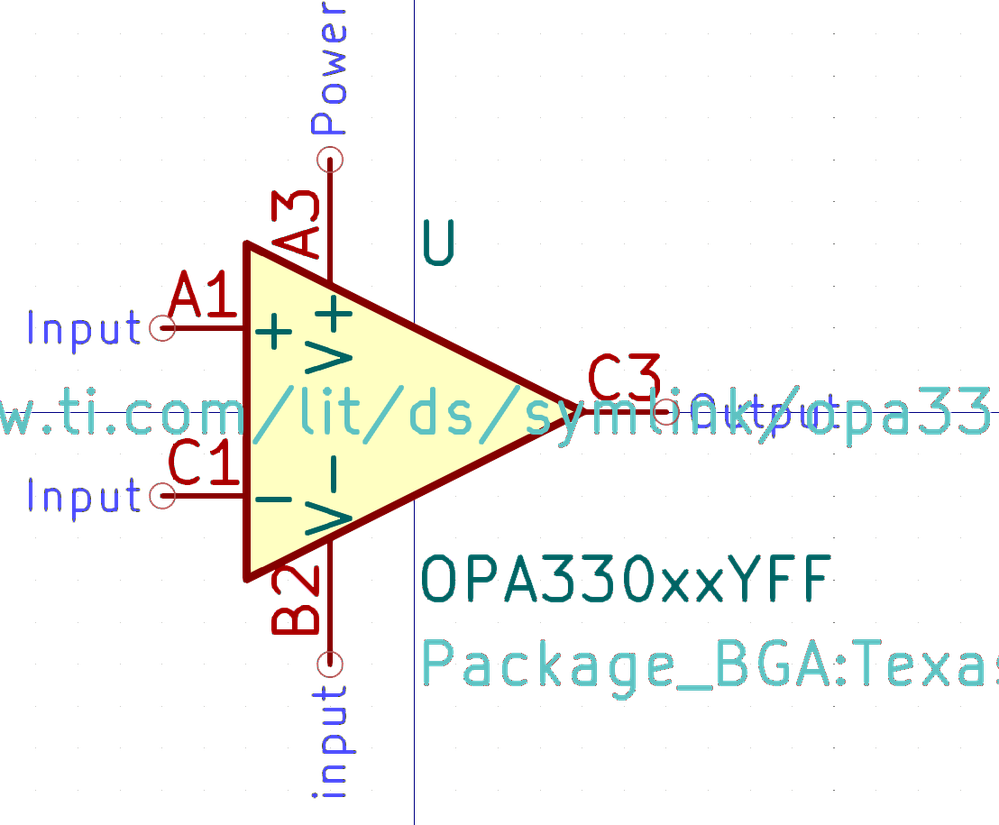 Power
A3
U
A1
Input
+
V+
C3
w.ti.com/lit/ds/symlink/opa33
Output
C1
Input
-
V-
B2
OPA330xxYFF
Package_BGA:Texas
input